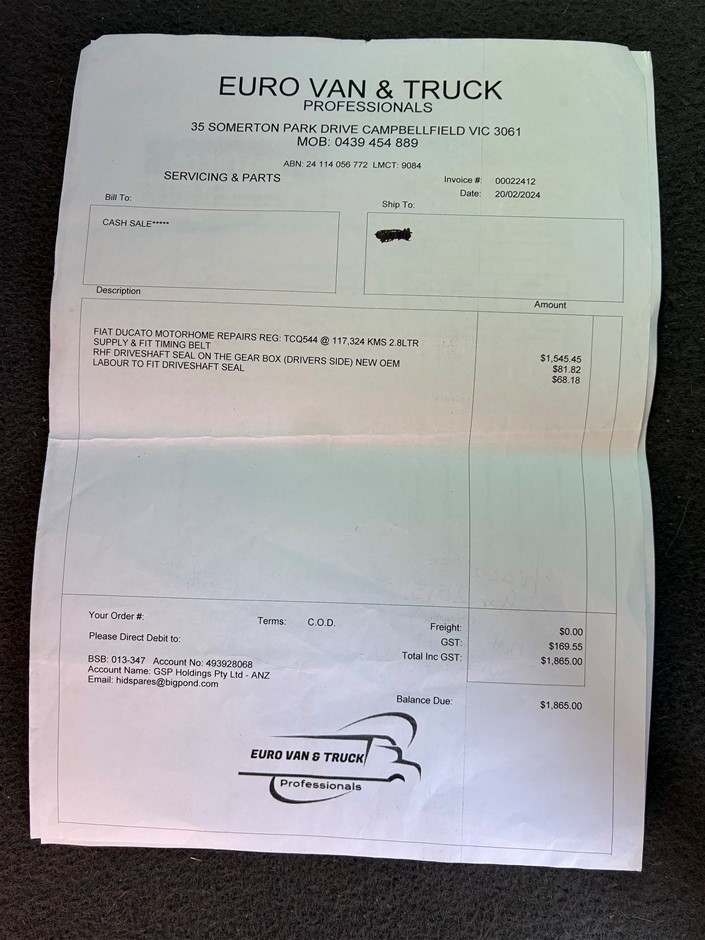 EURO VAN & TRUCK
PROFESSIONALS
35 SOMERTON PARK DRIVE CAMPBELLFIELD VIC 3061
MOB: 0439 454 889
ABN: 24 114 056 772 LMCT: 9084
SERVICING & PARTS
Invoice #: 00022412
Date: 20/02/2024
Bill To:
Ship To:
CASH SALE*****
Description
Amount
FIAT DUCATO MOTORHOME REPAIRS REG: TCQ544 @ 117,324 KMS 2.8LTR
SUPPLY & FIT TIMING BELT $1,545.45
RHF DRIVESHAFT SEAL ON THE GEAR BOX (DRIVERS SIDE) NEW OEM $81.82
LABOUR TO FIT DRIVESHAFT SEAL $68.18
Your Order #:
Terms: C.O.D.
Freight: $0.00
Please Direct Debit to:
GST: $169.55
Total Inc GST: $1,865.00
BSB: 013-347 Account No: 493928068
Account Name: GSP Holdings Pty Ltd - ANZ
Email: hidspares@bigpond.com
Balance Due: $1,865.00
EURO VAN & TRUCK
Professionals